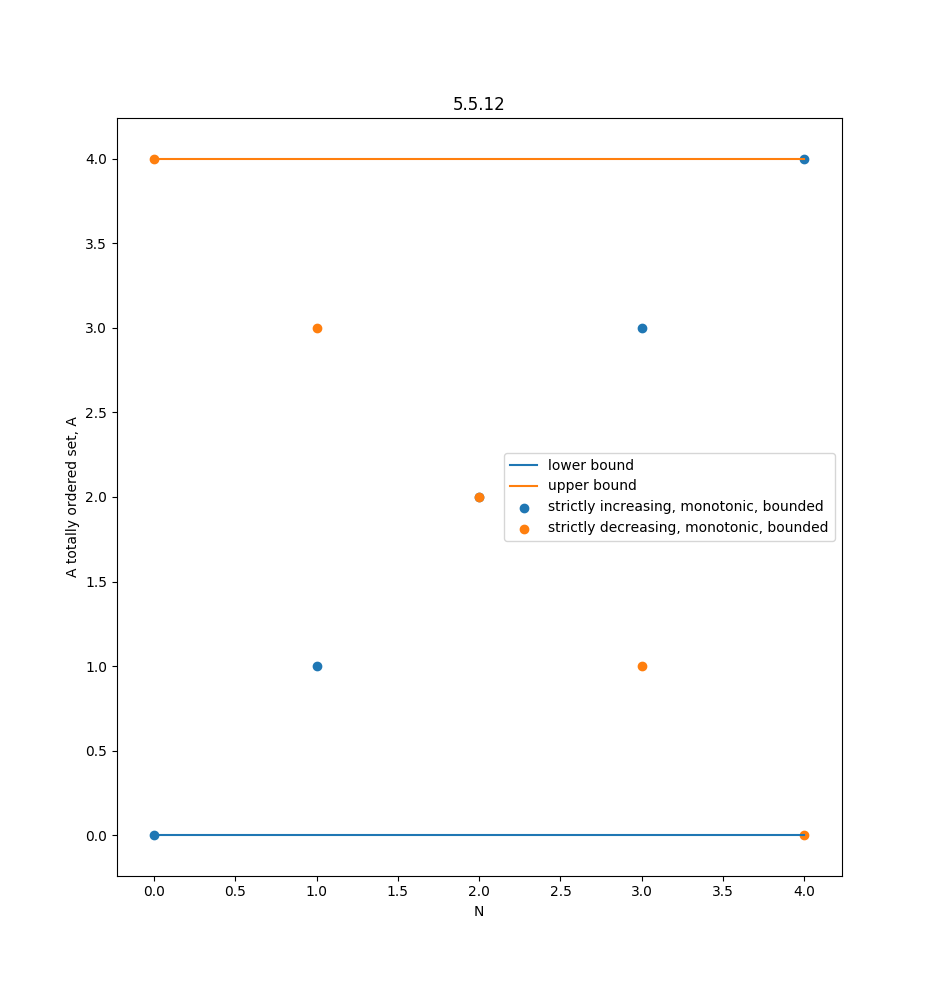 5.5.12
4.0
3.5
3.0
2.5
2.0
1.5
1.0
0.5
0.0
A totally ordered set, A
lower bound
upper bound
strictly increasing, monotonic, bounded
strictly decreasing, monotonic, bounded
0.0 0.5 1.0 1.5 2.0 2.5 3.0 3.5 4.0
N